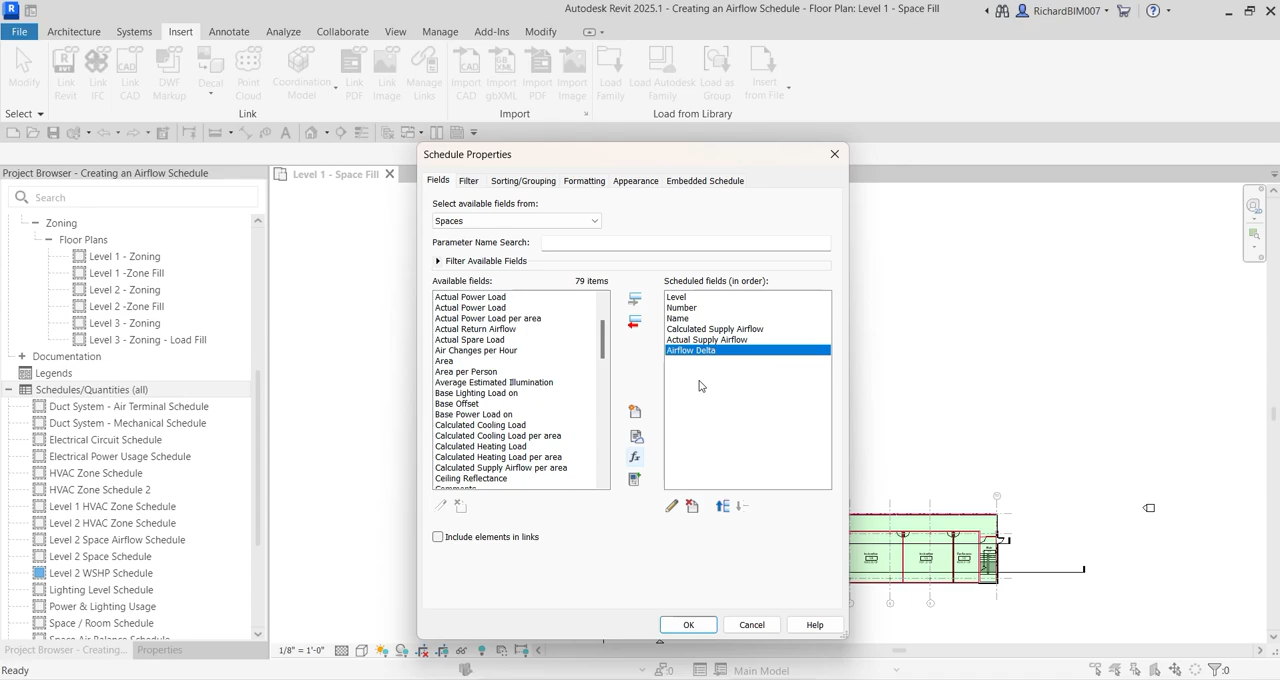 Autodesk Revit 2025.1 - Creating an Airflow Schedule - Floor Plan: Level 1 - Space Fill
RichardBIM007
File Architecture Systems Insert Annotate Analyze Collaborate View Manage Add-Ins Modify
Modify
Link Revit
Link IFC
Link CAD
DWF Markup
Decal
Point Cloud
Coordination Model
Link PDF
Link Image
Manage Links
Import CAD
Import gbXML
Import PDF
Import Image
Load Family
Load Autodesk Family
Load as Group
Insert from File
Select
Link
Import
Load from Library
Project Browser - Creating an Airflow Schedule
Search
Zoning
Floor Plans
Level 1 - Zoning
Level 1 -Zone Fill
Level 2 - Zoning
Level 2 -Zone Fill
Level 3 - Zoning
Level 3 - Zoning - Load Fill
Documentation
Legends
Schedules/Quantities (all)
Duct System - Air Terminal Schedule
Duct System - Mechanical Schedule
Electrical Circuit Schedule
Electrical Power Usage Schedule
HVAC Zone Schedule
HVAC Zone Schedule 2
Level 1 HVAC Zone Schedule
Level 2 HVAC Zone Schedule
Level 2 Space Airflow Schedule
Level 2 Space Schedule
Level 2 WSHP Schedule
Lighting Level Schedule
Power & Lighting Usage
Space / Room Schedule
Space Air Balance Schedule
Project Browser - Creating...
Properties
Level 1 - Space Fill
Schedule Properties
Fields Filter Sorting/Grouping Formatting Appearance Embedded Schedule
Select available fields from:
Spaces
Parameter Name Search:
Filter Available Fields
Available fields: 79 items
Actual Power Load
Actual Power Load
Actual Power Load per area
Actual Return Airflow
Actual Spare Load
Air Changes per Hour
Area
Area per Person
Average Estimated Illumination
Base Lighting Load on
Base Offset
Base Power Load on
Calculated Cooling Load
Calculated Cooling Load per area
Calculated Heating Load
Calculated Heating Load per area
Calculated Supply Airflow per area
Ceiling Reflectance
Comments
Scheduled fields (in order):
Level
Number
Name
Calculated Supply Airflow
Actual Supply Airflow
Airflow Delta
fx
Include elements in links
OK Cancel Help
1/8" = 1'-0"
Ready
:0
Main Model
:0